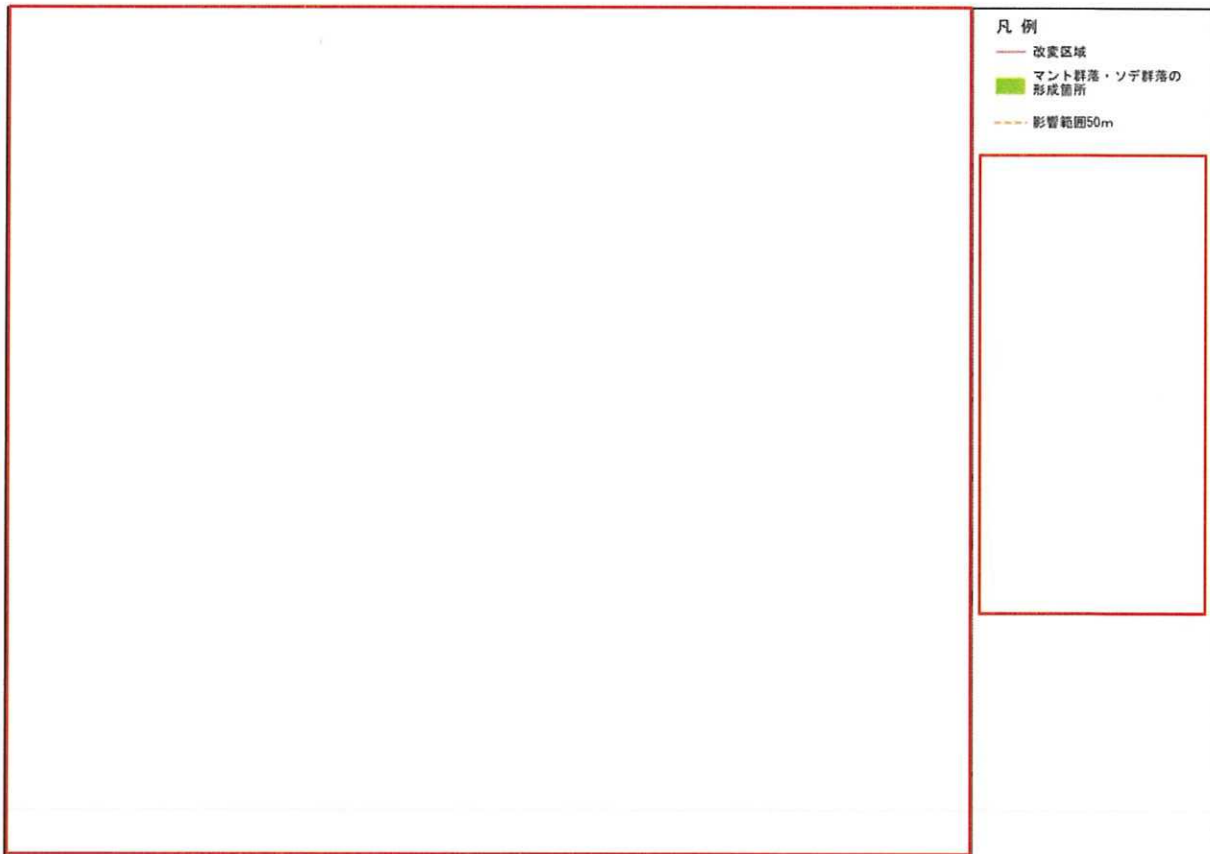 凡 例
改変区域
マント群落・ソデ群落の
形成箇所
影響範囲50m